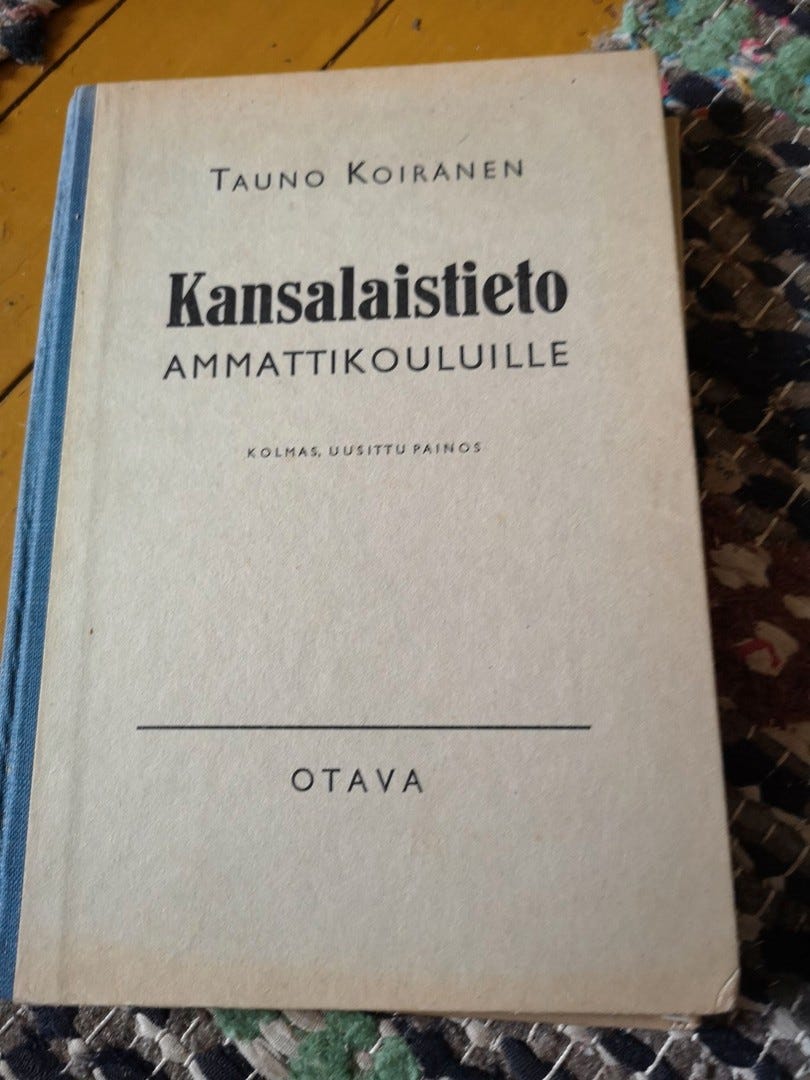 TAUNO KOIRANEN
Kansalaistieto
AMMATTIKOULUILLE
KOLMAS, UUSITTU PAINOS
OTAVA